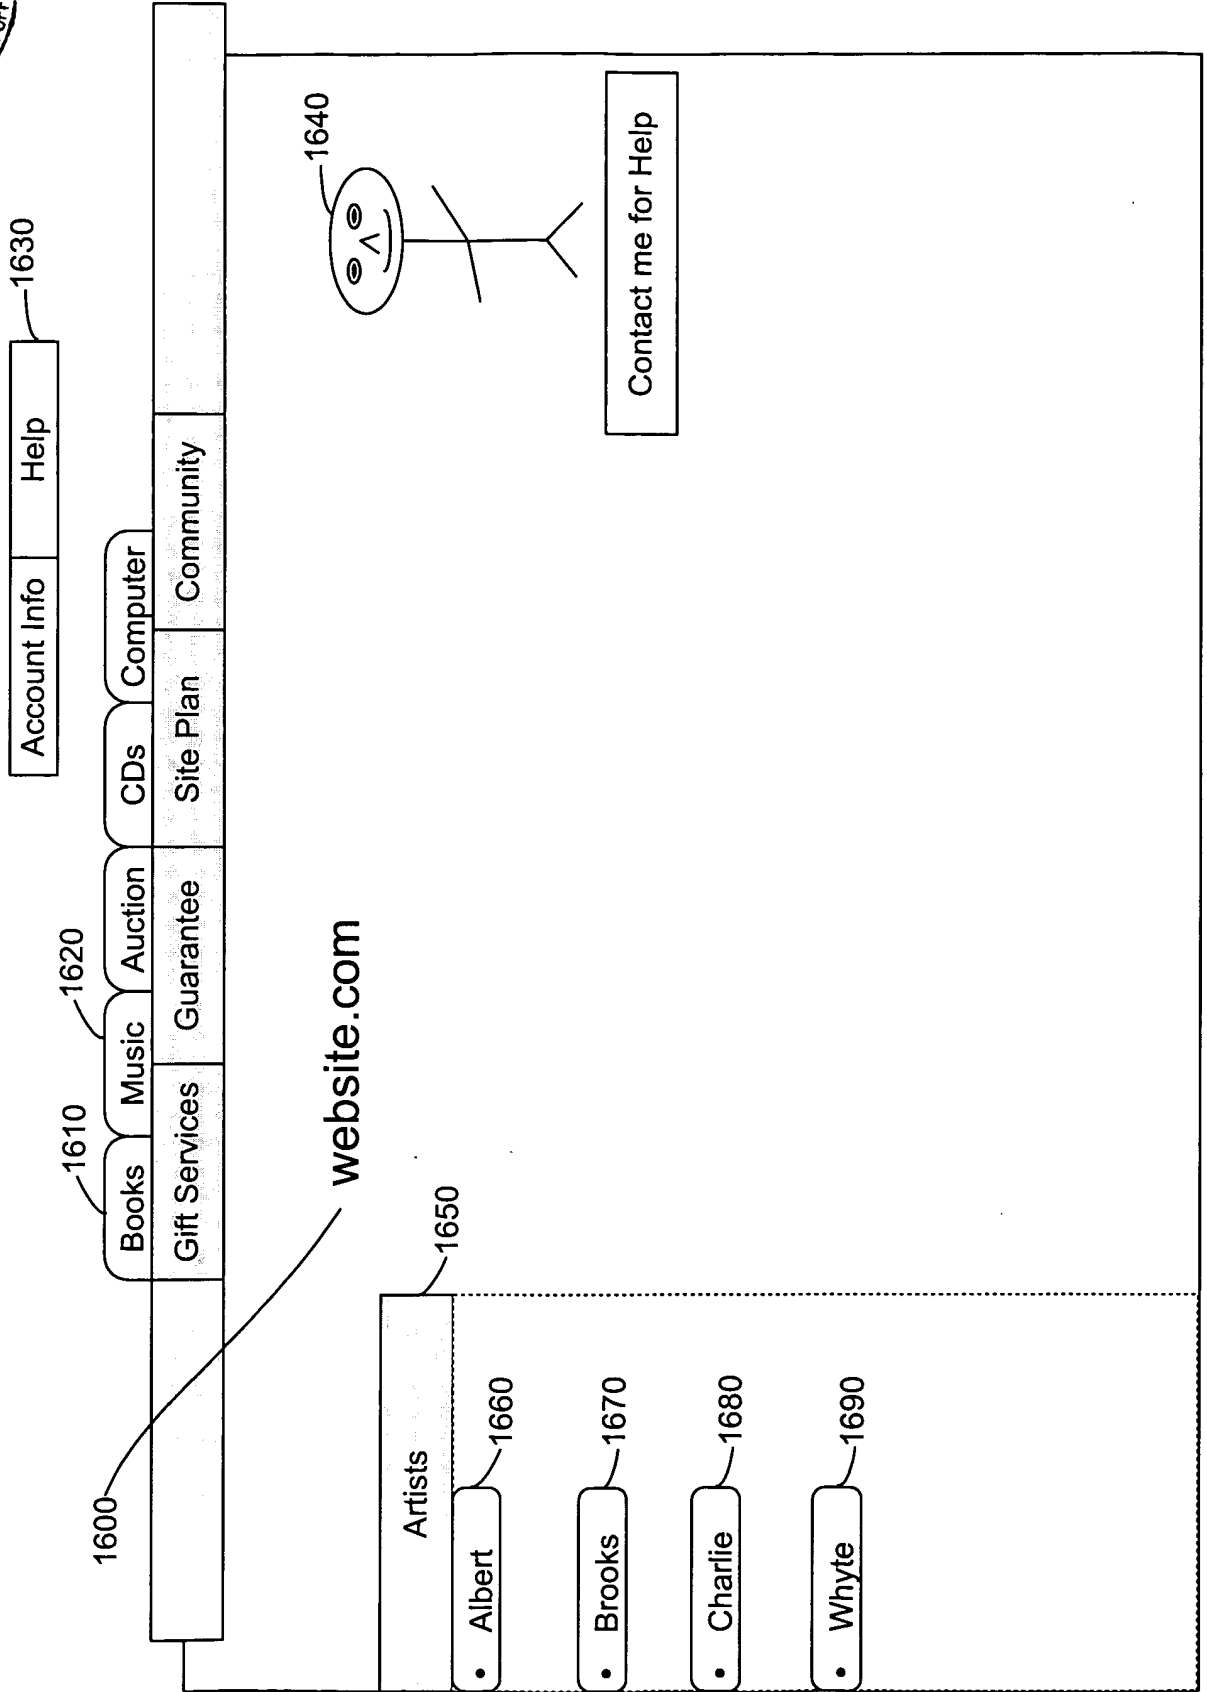 Account Info Help
1630
1610
1620
Books Music Auction CDs Computer
Gift Services Guarantee Site Plan Community
1600
website.com
1640
Contact me for Help
Artists
1650
• Albert
1660
• Brooks
1670
• Charlie
1680
• Whyte
1690